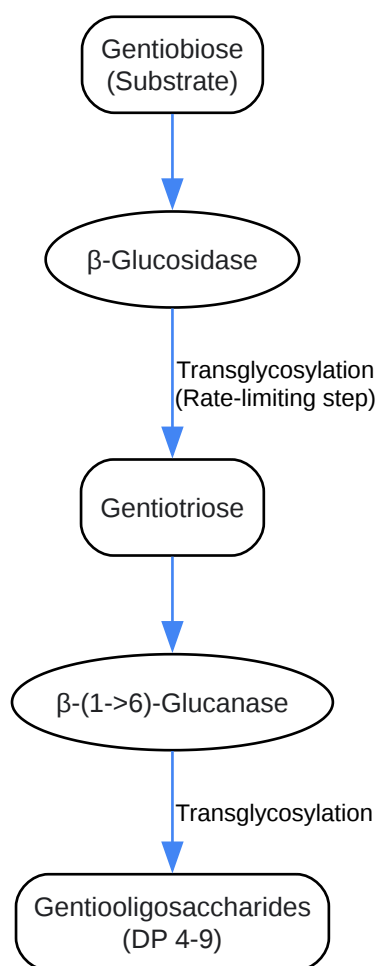 Gentiobiose
(Substrate)
β-Glucosidase
Transglycosylation
(Rate-limiting step)
Gentiotriose
β-(1->6)-Glucanase
Transglycosylation
Gentiooligosaccharides
(DP 4-9)